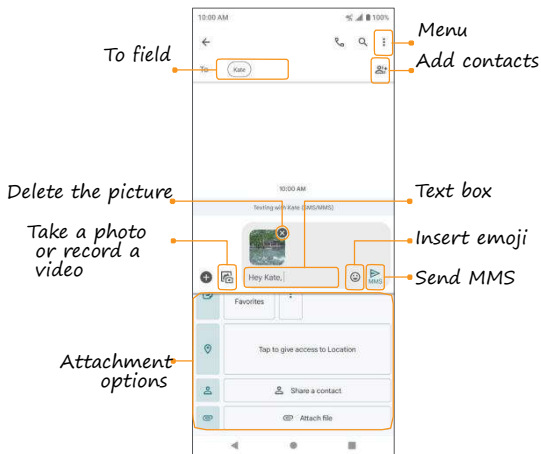 10:00 AM
100%
Menu
To field
To
Kate
Add contacts
10:00 AM
Texting with Kate (SMS/MMS)
Delete the picture
Text box
Take a photo
or record a
video
Insert emoji
Hey Kate,
MMS
Send MMS
Favorites
Tap to give access to Location
Attachment
options
Share a contact
Attach file